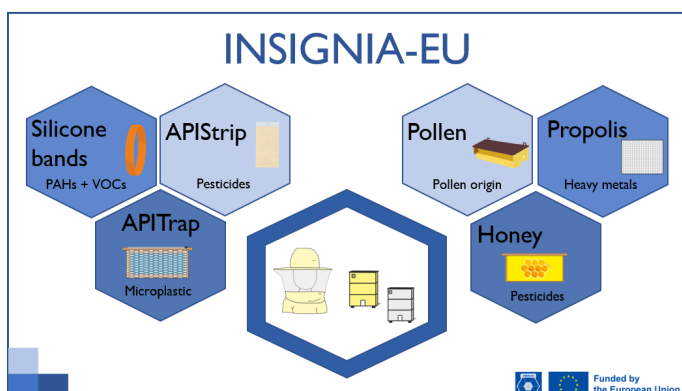 INSIGNIA-EU
Silicone
bands
PAHs + VOCs
APIStrip
Pesticides
APITrap
Microplastic
Pollen
Pollen origin
Propolis
Heavy metals
Honey
Pesticides
Funded by
the European Union